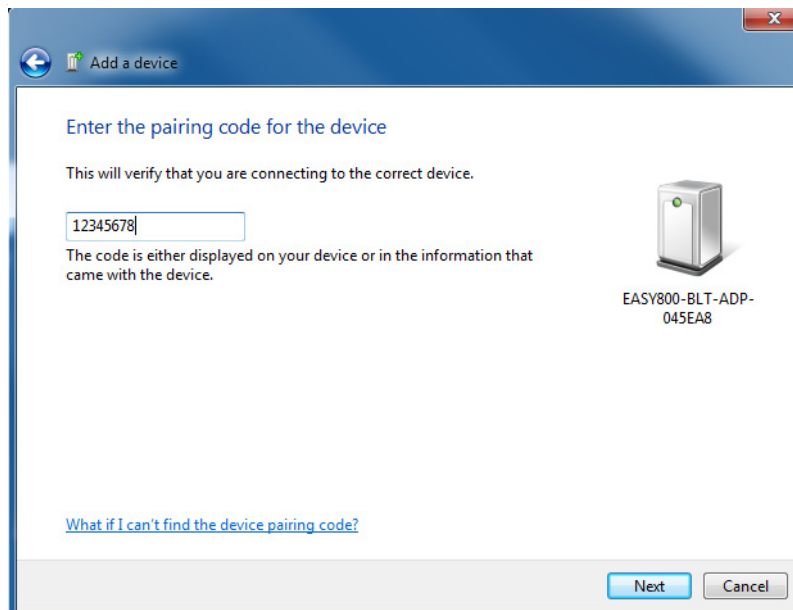 Add a device
Enter the pairing code for the device
This will verify that you are connecting to the correct device.
12345678
The code is either displayed on your device or in the information that
came with the device.
EASY800-BLT-ADP-
045EA8
What if I can't find the device pairing code?
Next
Cancel